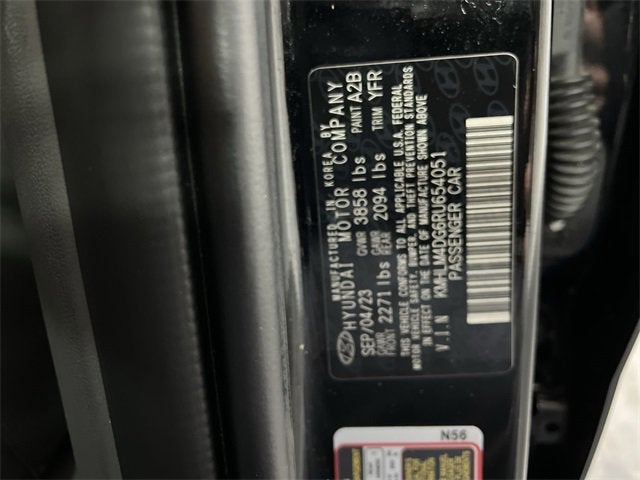 MANUFACTURED IN KOREA BY
HYUNDAI MOTOR COMPANY
SEP/04/23 GVWR 3858 lbs PAINT A2B
GAWR FRONT 2271 lbs GAWR REAR 2094 lbs TRIM YFR
THIS VEHICLE CONFORMS TO ALL APPLICABLE U.S.A. FEDERAL
MOTOR VEHICLE SAFETY, BUMPER, AND THEFT PREVENTION STANDARDS
IN EFFECT ON THE DATE OF MANUFACTURE SHOWN ABOVE
V.I.N KMHLM4DG6RU654051
PASSENGER CAR
N56